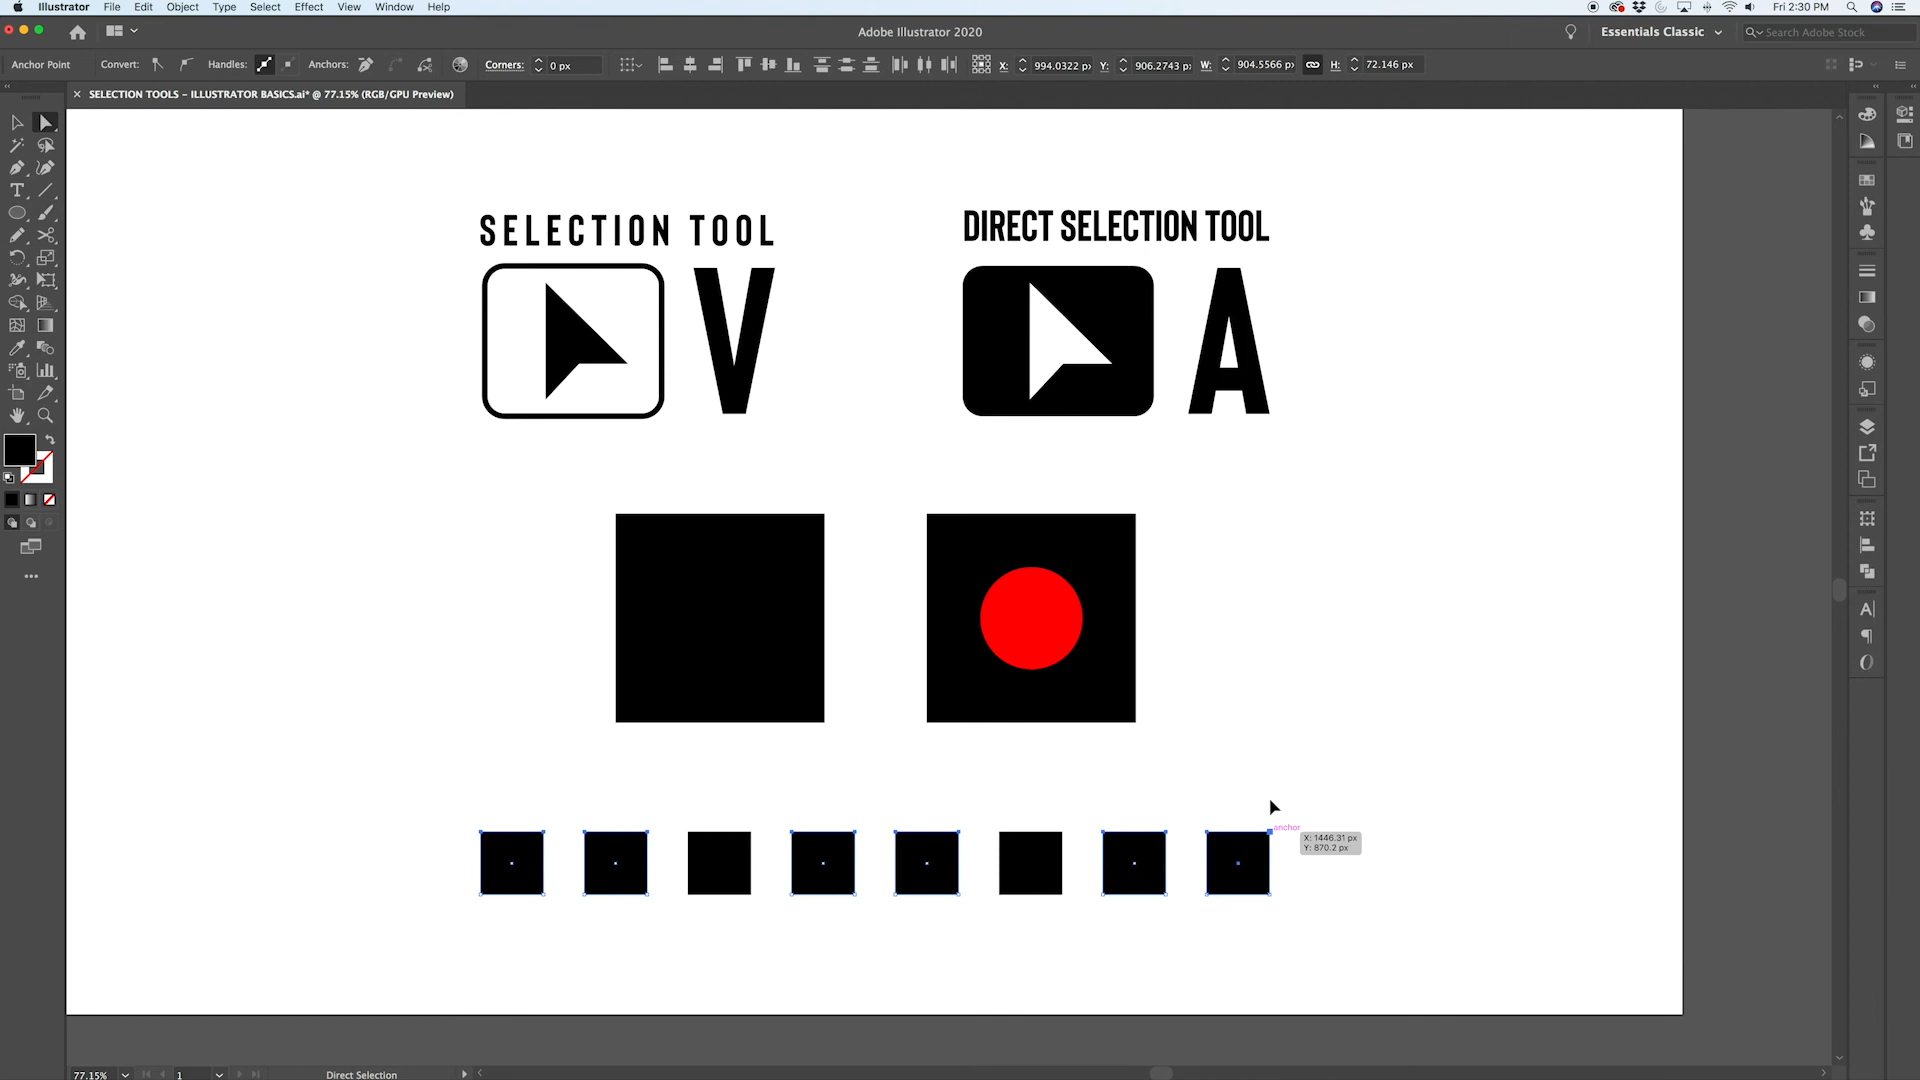 Illustrator File Edit Object Type Select Effect View Window Help Fri 2:30 PM
Adobe Illustrator 2020
Essentials Classic
Search Adobe Stock
Anchor Point Convert: Handles: Anchors: Corners: 0 px X: 994.0322 px Y: 906.2743 px W: 904.5566 px H: 72.146 px
SELECTION TOOLS - ILLUSTRATOR BASICS.ai* @ 77.15% (RGB/GPU Preview)
SELECTION TOOL
DIRECT SELECTION TOOL
V
A
anchor
X: 1446.31 px
Y: 870.2 px
77.15% 1 Direct Selection